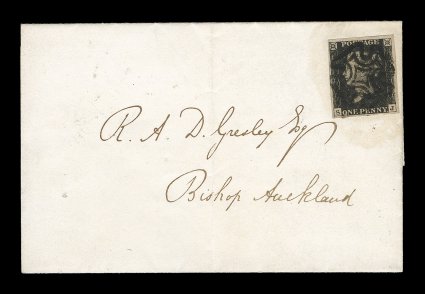 POSTAGE
ONE PENNY
R. A. D. Gresley Esq
Bishop Auckland